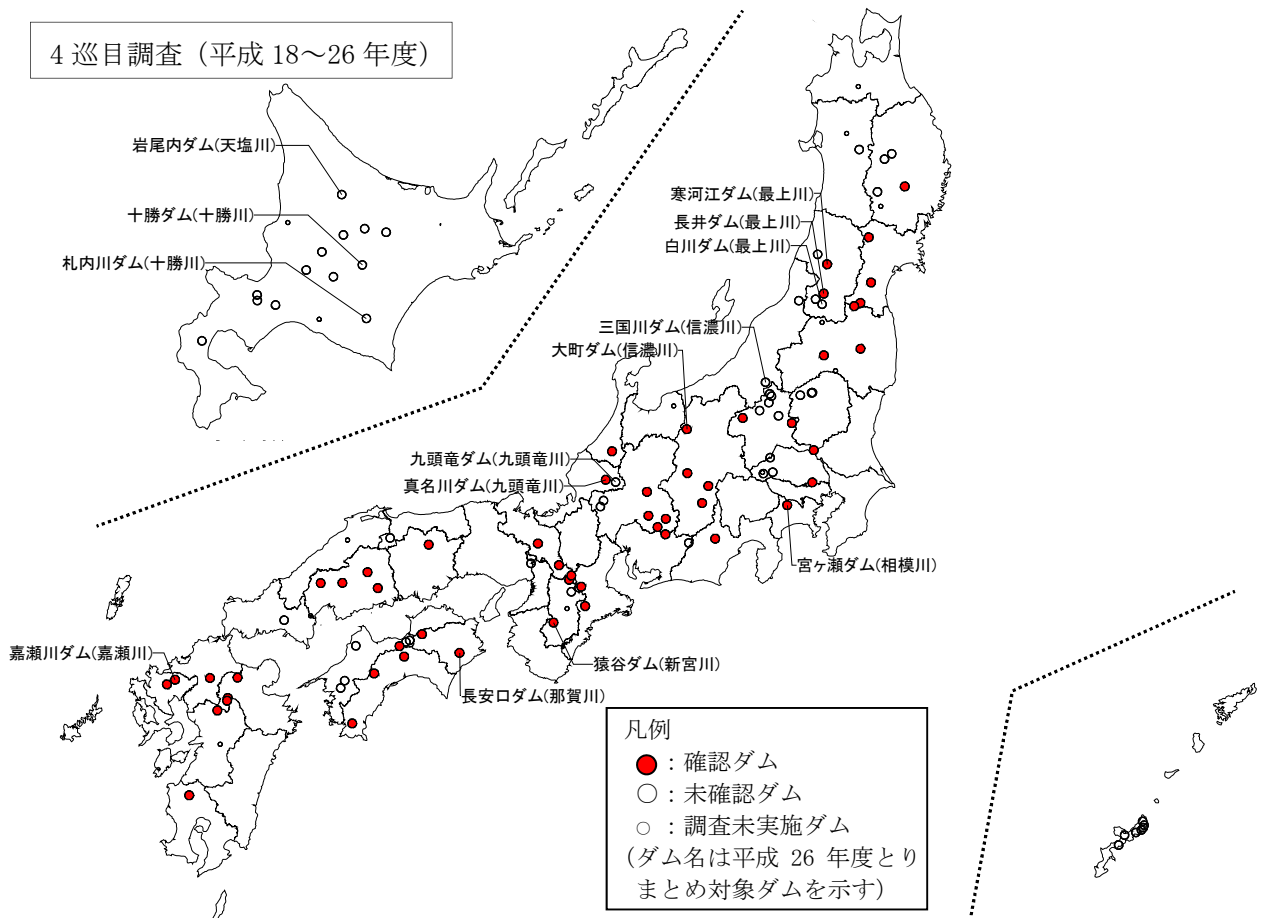 4巡目調査（平成 18～26 年度）
岩尾内ダム(天塩川)
十勝ダム(十勝川)
札内川ダム(十勝川)
寒河江ダム(最上川)
長井ダム(最上川)
白川ダム(最上川)
三国川ダム(信濃川)
大町ダム(信濃川)
九頭竜ダム(九頭竜川)
真名川ダム(九頭竜川)
宮ヶ瀬ダム(相模川)
嘉瀬川ダム(嘉瀬川)
猿谷ダム(新宮川)
長安口ダム(那賀川)
凡例
：確認ダム
：未確認ダム
：調査未実施ダム
(ダム名は平成 26 年度とり
まとめ対象ダムを示す)